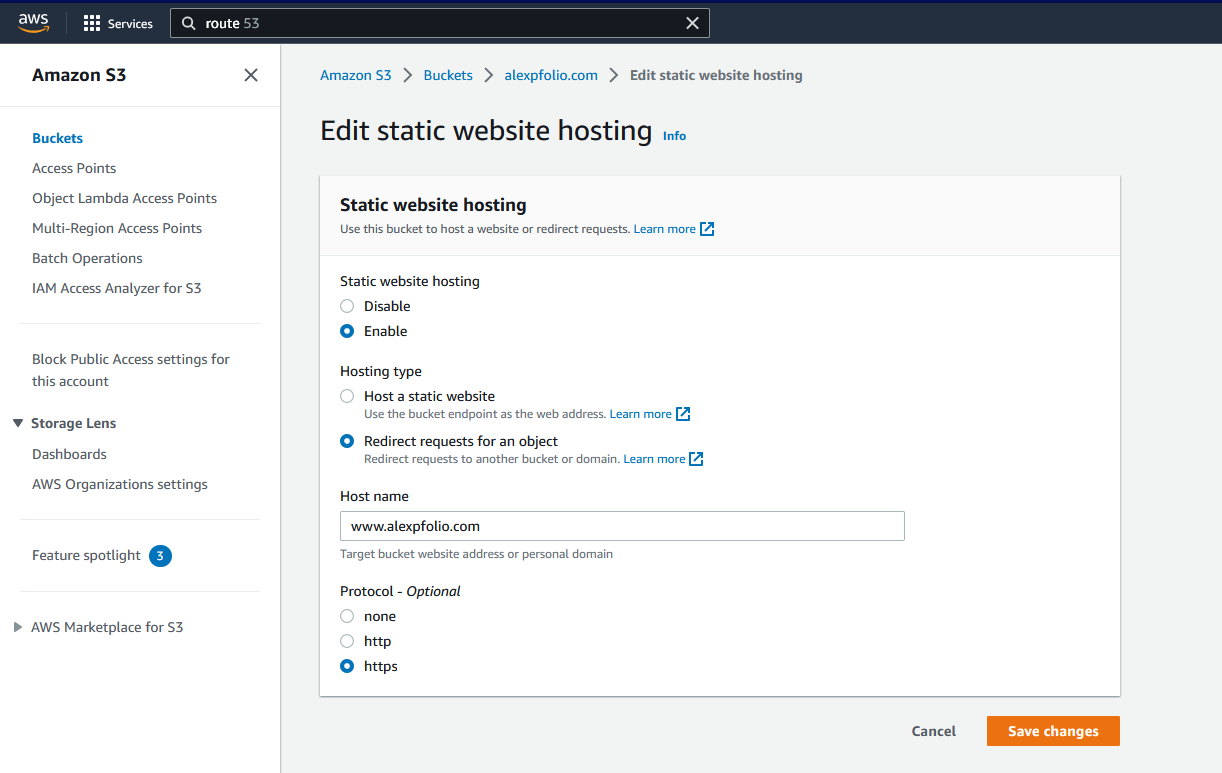 aws
Services
route 53
Amazon S3
Buckets
Access Points
Object Lambda Access Points
Multi-Region Access Points
Batch Operations
IAM Access Analyzer for S3
Block Public Access settings for
this account
Storage Lens
Dashboards
AWS Organizations settings
Feature spotlight 3
AWS Marketplace for S3
Amazon S3 > Buckets > alexpfolio.com > Edit static website hosting
Edit static website hosting Info
Static website hosting
Use this bucket to host a website or redirect requests. Learn more
Static website hosting
Disable
Enable
Hosting type
Host a static website
Use the bucket endpoint as the web address. Learn more
Redirect requests for an object
Redirect requests to another bucket or domain. Learn more
Host name
www.alexpfolio.com
Target bucket website address or personal domain
Protocol - Optional
none
http
https
Cancel
Save changes